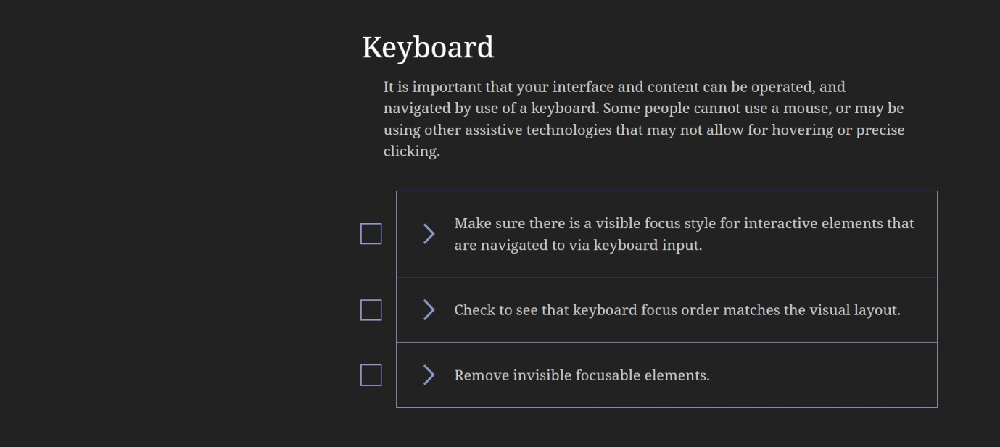 Keyboard
It is important that your interface and content can be operated, and
navigated by use of a keyboard. Some people cannot use a mouse, or may be
using other assistive technologies that may not allow for hovering or precise
clicking.
Make sure there is a visible focus style for interactive elements that
are navigated to via keyboard input.
Check to see that keyboard focus order matches the visual layout.
Remove invisible focusable elements.